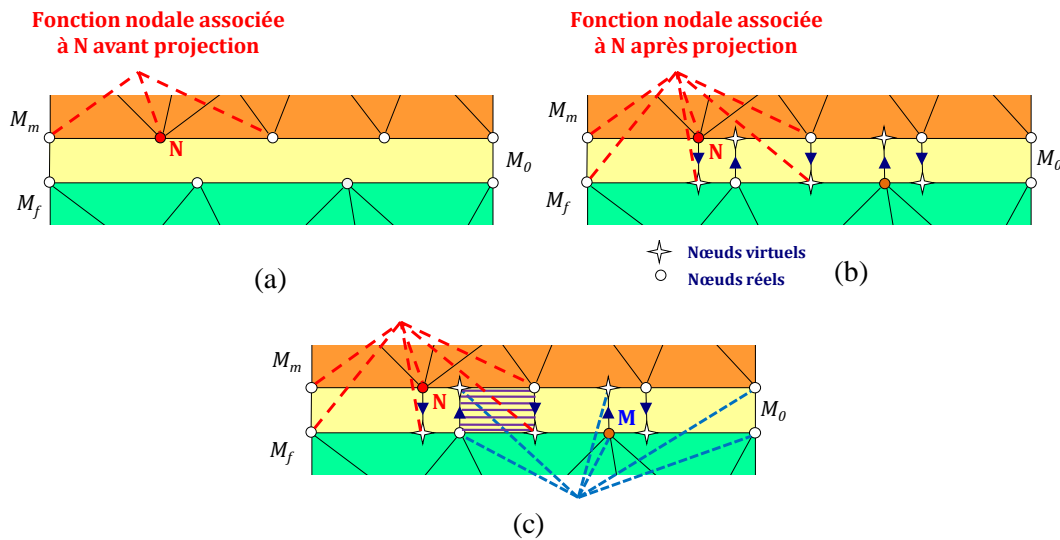 Fonction nodale associée
à N avant projection
M_m
N
M_0
M_f
(a)
Fonction nodale associée
à N après projection
M_m
N
M_0
M_f
Nœuds virtuels
Nœuds réels
(b)
M_m
N
M
M_0
M_f
(c)